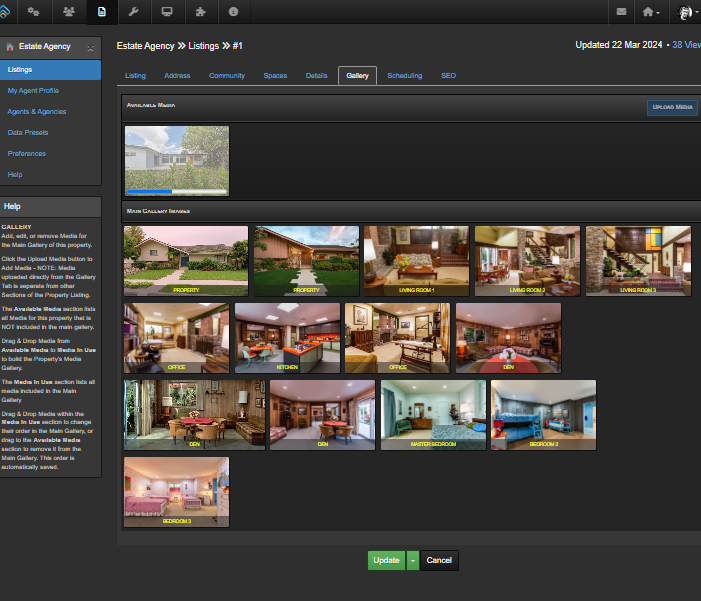 Estate Agency
Estate Agency » Listings » #1
Updated 22 Mar 2024 • 38 View
Listings
My Agent Profile
Agents & Agencies
Data Presets
Preferences
Help
Listing Address Community Spaces Details Gallery Scheduling SEO
Available Media
Upload Media
Main Gallery Images
PROPERTY PROPERTY LIVING ROOM 1 LIVING ROOM 2 LIVING ROOM 3
OFFICE KITCHEN OFFICE DEN
DEN DEN MASTER BEDROOM BEDROOM 2
BEDROOM 3
Help
GALLERY
Add, edit, or remove Media for
the Main Gallery of this property.
Click the Upload Media button to
Add Media - NOTE: Media
uploaded directly from the Gallery
Tab is separate from other
Sections of the Property Listing.
The Available Media section lists
all Media for this property that is
NOT included in the main gallery.
Drag & Drop Media from
Available Media to Media In Use
to build the Property's Media
Gallery.
The Media In Use section lists all
media included in the Main
Gallery
Drag & Drop Media within the
Media In Use section to change
their order in the Main Gallery, or
drag to the Available Media
section to remove it from the
Main Gallery. This order is
automatically saved.
Update Cancel